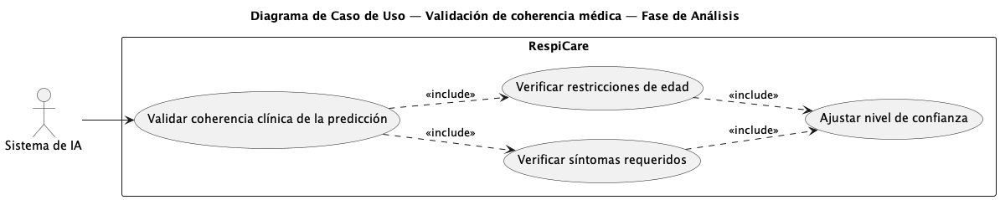 Diagrama de Caso de Uso — Validación de coherencia médica — Fase de Análisis
RespiCare
Sistema de IA
Validar coherencia clínica de la predicción
«include»
«include»
Verificar restricciones de edad
Verificar síntomas requeridos
«include»
«include»
Ajustar nivel de confianza